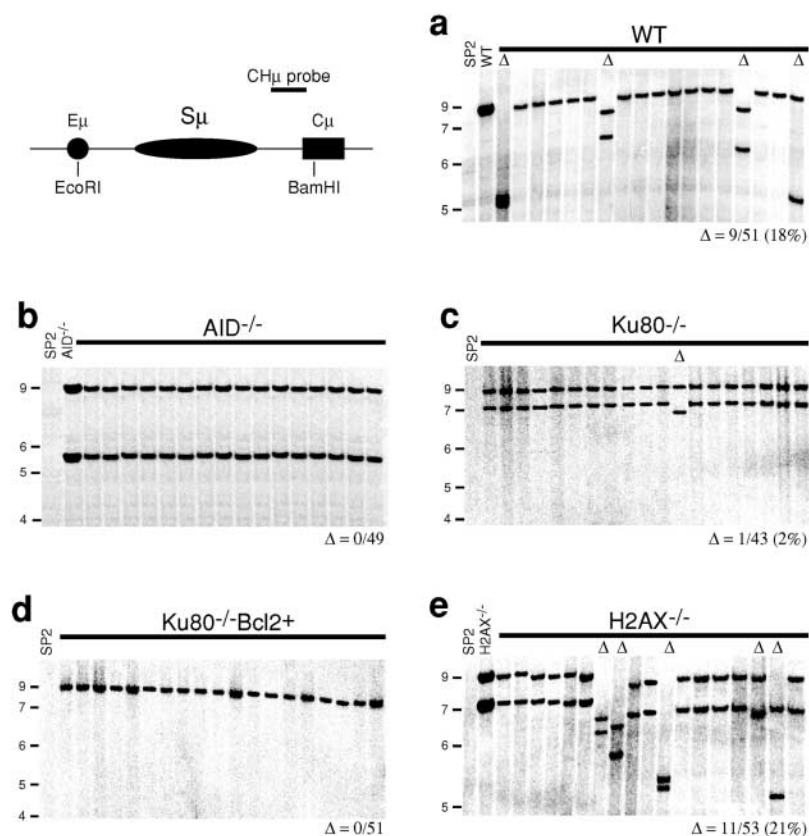 CHμ probe
Eμ
Sμ
Cμ
EcoRI
BamHI
a
WT
SP2
WT
Δ
Δ
Δ
Δ
9
7
6
5
Δ = 9/51 (18%)
b
AID-/-
SP2
AID-/-
9
6
5
4
Δ = 0/49
c
Ku80-/-
SP2
Δ
9
7
6
5
4
Δ = 1/43 (2%)
d
Ku80-/-Bcl2+
SP2
9
7
6
5
4
Δ = 0/51
e
H2AX-/-
SP2
H2AX-/-
Δ Δ
Δ
Δ Δ
9
7
6
5
Δ = 11/53 (21%)